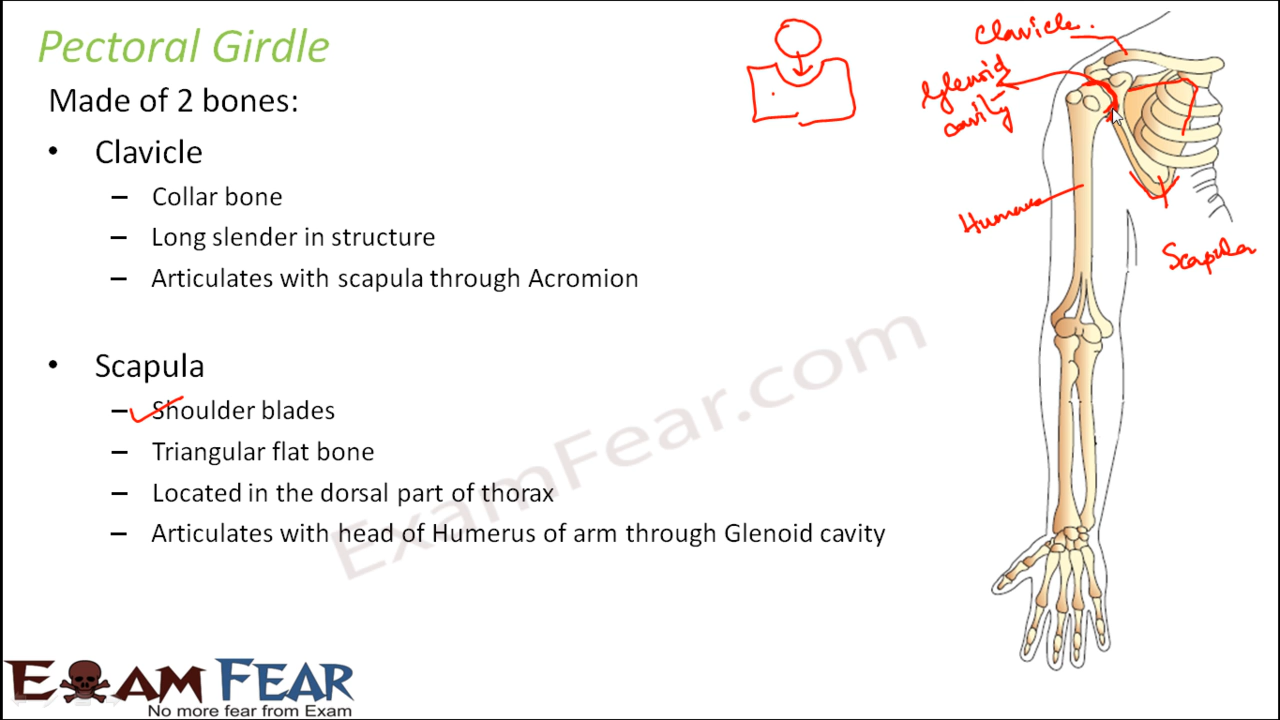 Pectoral Girdle
Made of 2 bones:
• Clavicle
– Collar bone
– Long slender in structure
– Articulates with scapula through Acromion
• Scapula
– Shoulder blades
– Triangular flat bone
– Located in the dorsal part of thorax
– Articulates with head of Humerus of arm through Glenoid cavity
Clavicle.
Glenoid
cavity
Humerus
Scapula
ExamFear.com
EXAM FEAR
No more fear from Exam